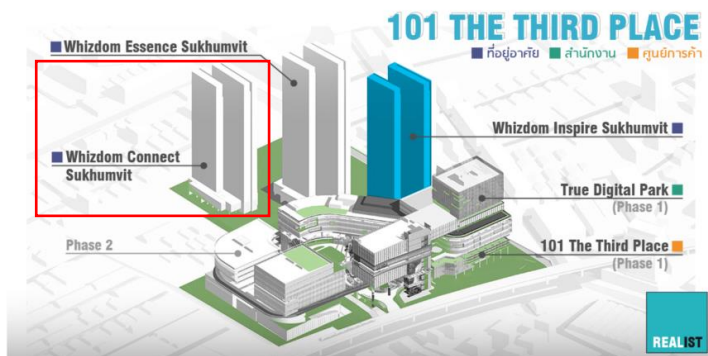 101 THE THIRD PLACE
ที่อยู่อาศัย สำนักงาน ศูนย์การค้า
Whizdom Essence Sukhumvit
Whizdom Connect
Sukhumvit
Whizdom Inspire Sukhumvit
True Digital Park
(Phase 1)
Phase 2
101 The Third Place
(Phase 1)
REALIST